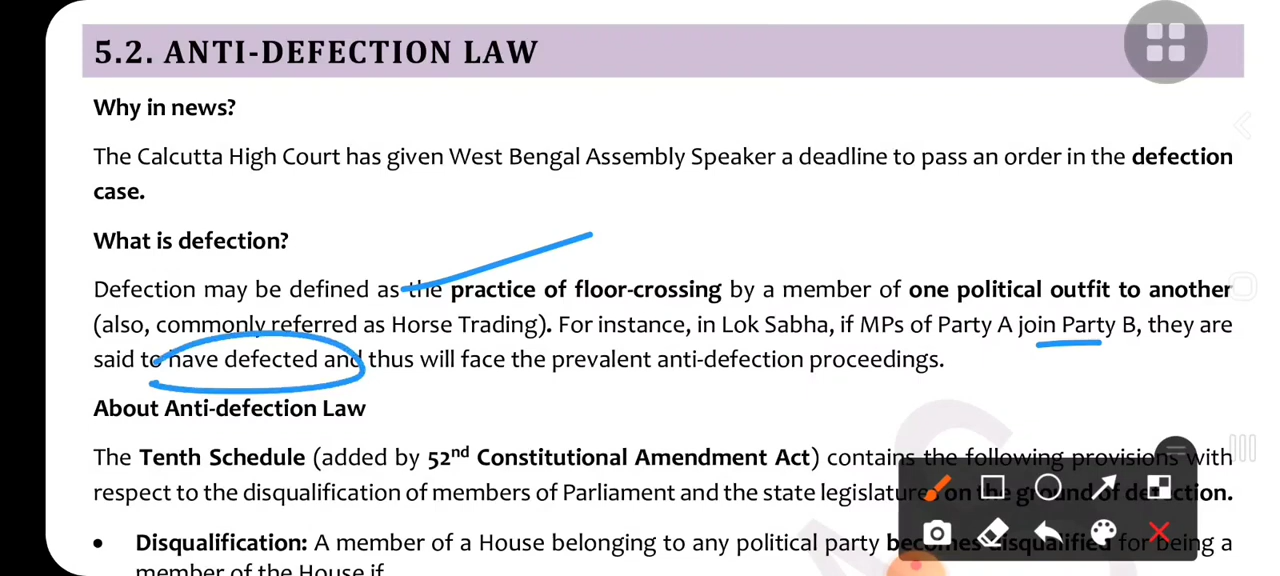 5.2. ANTI-DEFECTION LAW
Why in news?
The Calcutta High Court has given West Bengal Assembly Speaker a deadline to pass an order in the defection
case.
What is defection?
Defection may be defined as the practice of floor-crossing by a member of one political outfit to another
(also, commonly referred as Horse Trading). For instance, in Lok Sabha, if MPs of Party A join Party B, they are
said to have defected and thus will face the prevalent anti-defection proceedings.
About Anti-defection Law
The Tenth Schedule (added by 52nd Constitutional Amendment Act) contains the following provisions with
respect to the disqualification of members of Parliament and the state legislatures on the ground of defection.
• Disqualification: A member of a House belonging to any political party becomes disqualified for being a
member of the House if